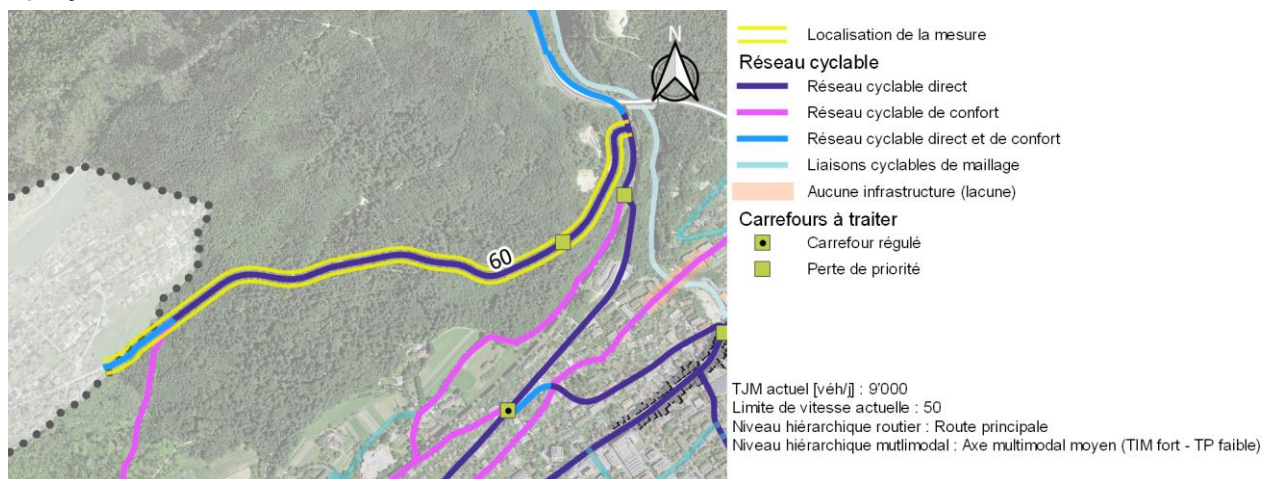 N
60
Localisation de la mesure
Réseau cyclable
Réseau cyclable direct
Réseau cyclable de confort
Réseau cyclable direct et de confort
Liaisons cyclables de maillage
Aucune infrastructure (lacune)
Carrefours à traiter
Carrefour régulé
Perte de priorité
TJM actuel [véh/j] : 9'000
Limite de vitesse actuelle : 50
Niveau hiérarchique routier : Route principale
Niveau hiérarchique mutlimodal : Axe multimodal moyen (TIM fort - TP faible)